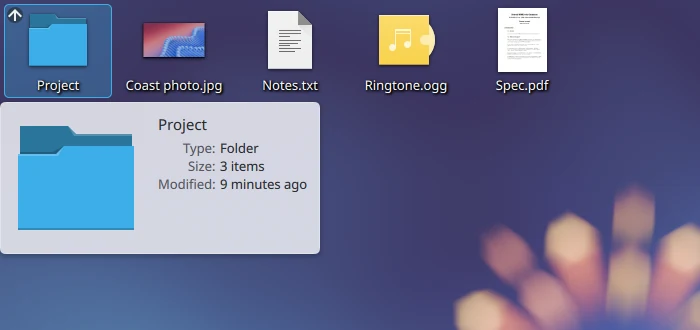 Project
Coast photo.jpg
Notes.txt
Ringtone.ogg
Spec.pdf
Project
Type: Folder
Size: 3 items
Modified: 9 minutes ago